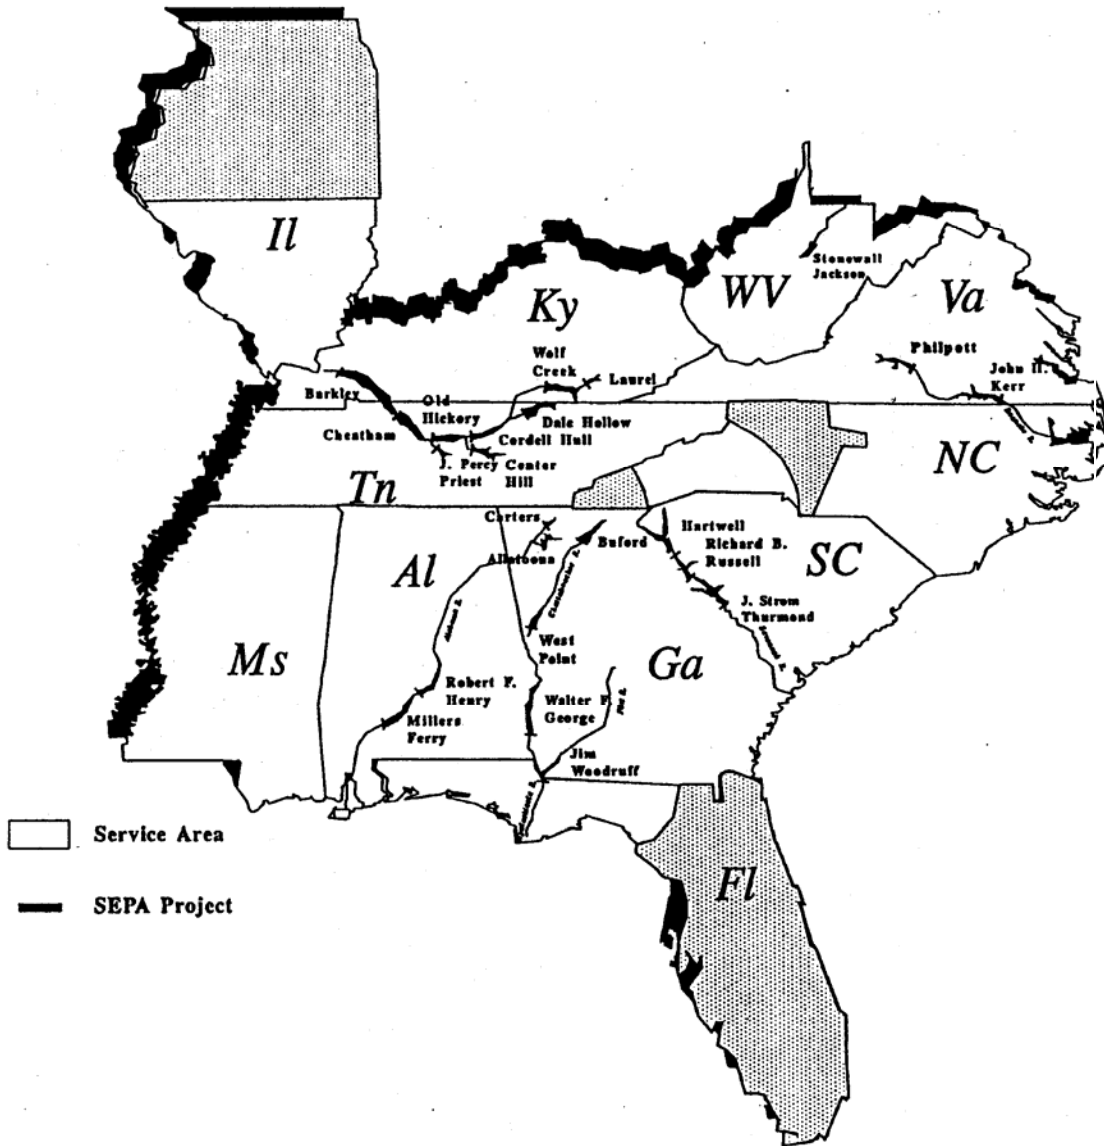 Il
Stonewall
Jackson
WV
Va
Ky
Philpott
Wolf
Creek
Laurel
John H.
Kerr
Barkley
Old
Hickory
Dale Hollow
Cheatham
Cordell Hull
J. Percy
Priest
Center
Hill
NC
Tn
Carters
Hartwell
Buford
Richard B.
Russell
Allatoona
SC
Al
J. Strom
Thurmond
West
Point
Ms
Ga
Robert F.
Henry
Walter F.
George
Millers
Ferry
Jim
Woodruff
Service Area
Fl
SEPA Project